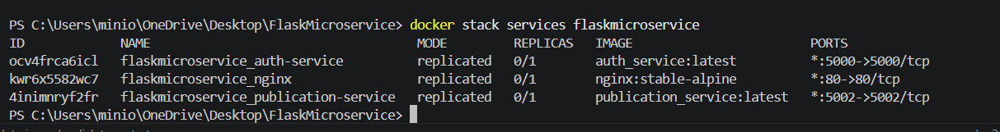 PS C:\Users\minio\OneDrive\Desktop\FlaskMicroservice> docker stack services flaskmicroservice
ID NAME MODE REPLICAS IMAGE PORTS
ocv4frca6icl flaskmicroservice_auth-service replicated 0/1 auth_service:latest *:5000->5000/tcp
kwr6x5582wc7 flaskmicroservice_nginx replicated 0/1 nginx:stable-alpine *:80->80/tcp
4inimnryf2fr flaskmicroservice_publication-service replicated 0/1 publication_service:latest *:5002->5002/tcp
PS C:\Users\minio\OneDrive\Desktop\FlaskMicroservice>